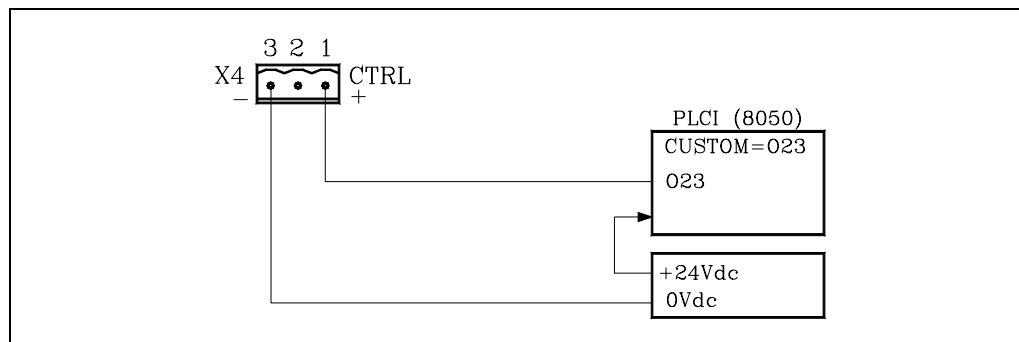 3 2 1
X4 CTRL
- +
PLCI (8050)
CUSTOM=O23
O23
+24Vdc
0Vdc